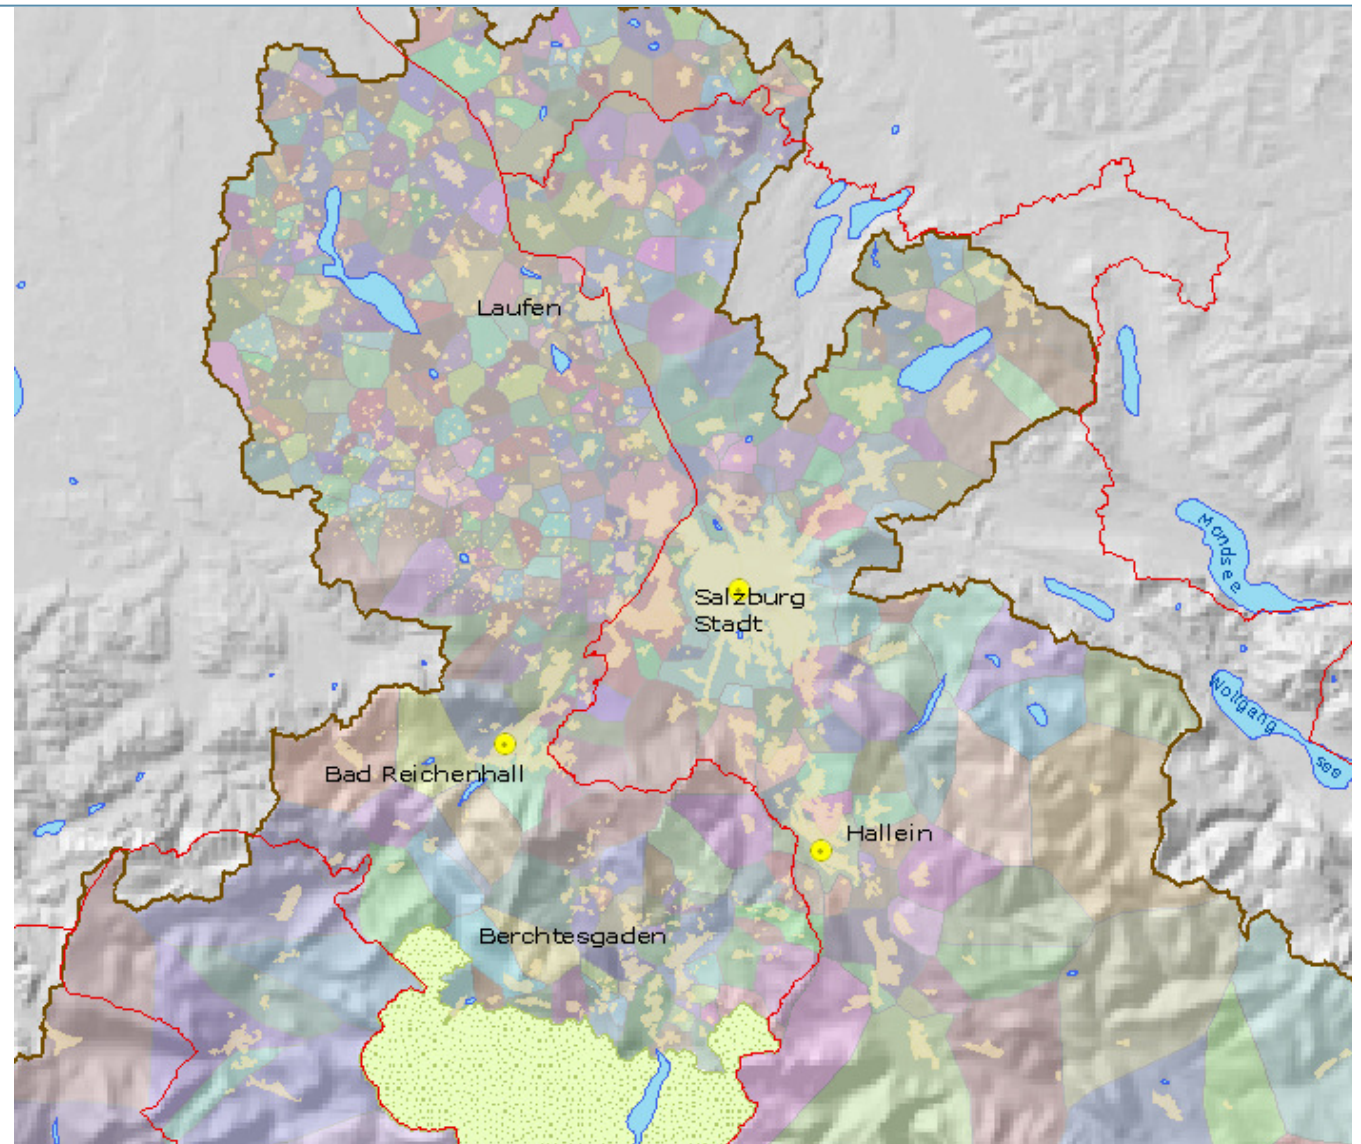 Laufen
Mondsee
Salzburg
Stadt
Wolfgang
see
Bad Reichenhall
Hallein
Berchtesgaden